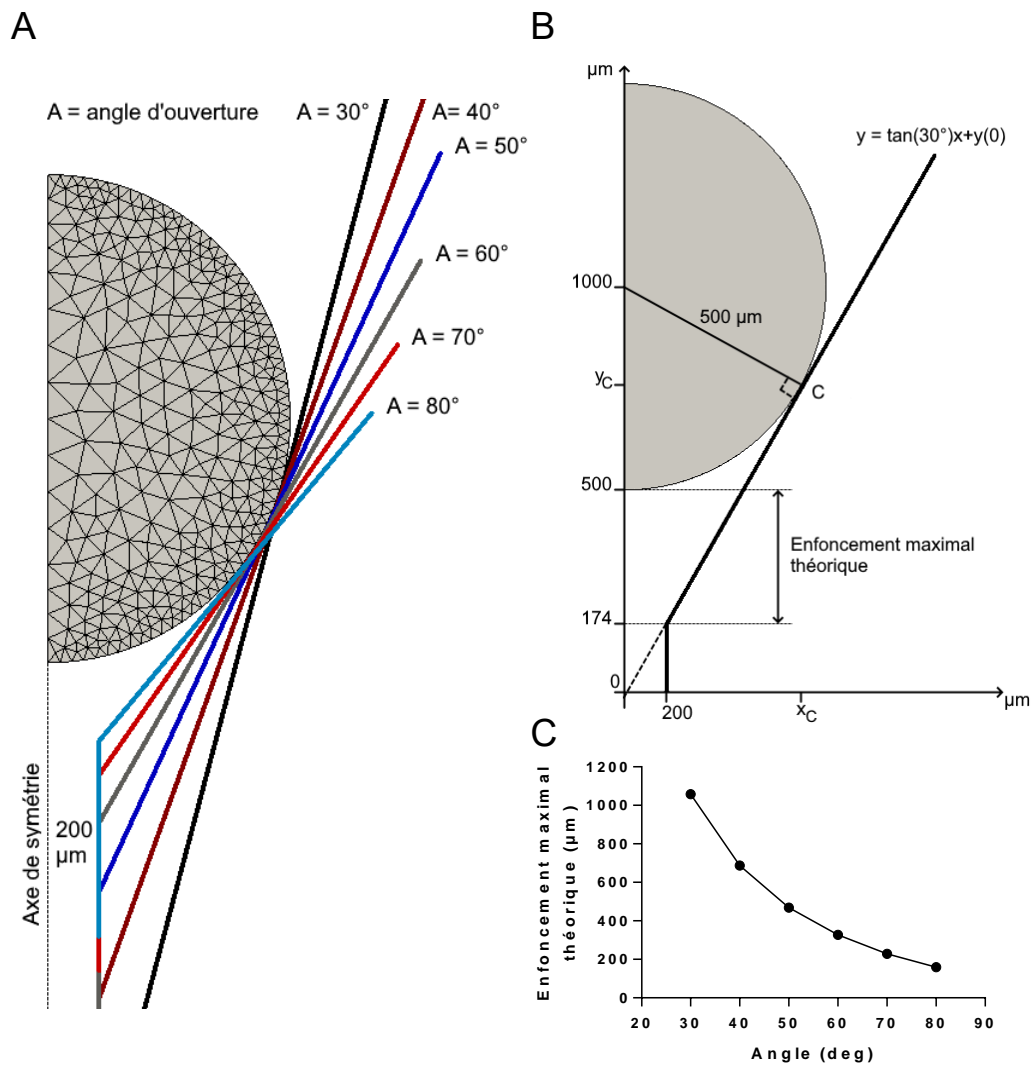 A
A = angle d'ouverture
A = 30°
A= 40°
A = 50°
A = 60°
A = 70°
A = 80°
Axe de symétrie
200
µm
B
µm
y = tan(30°)x+y(0)
1000
500 µm
yC
C
500
Enfoncement maximal
théorique
174
0
200
xC
µm
C
Enfoncement maximal
théorique (µm)
1200
1000
800
600
400
200
0
20 30 40 50 60 70 80 90
Angle (deg)